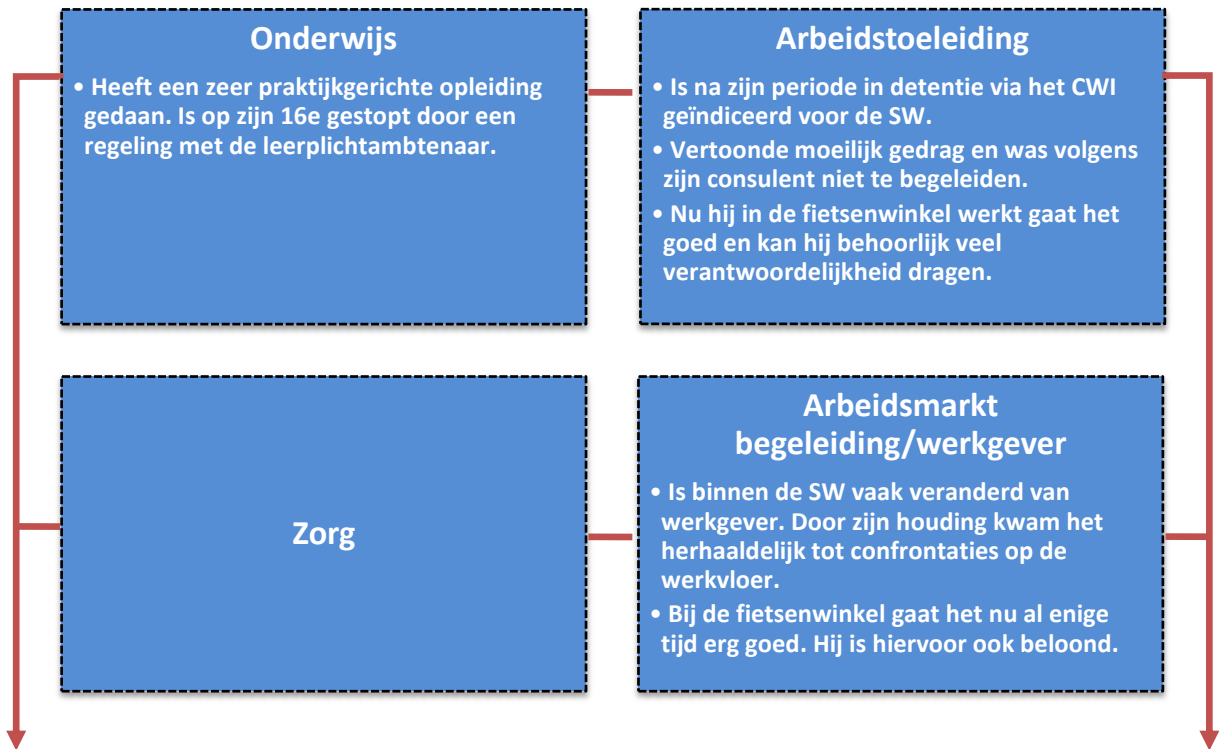 Onderwijs
• Heeft een zeer praktijkgerichte opleiding
gedaan. Is op zijn 16e gestopt door een
regeling met de leerplichtambtenaar.
Arbeidstoeleiding
• Is na zijn periode in detentie via het CWI
geïndiceerd voor de SW.
• Vertoonde moeilijk gedrag en was volgens
zijn consulent niet te begeleiden.
• Nu hij in de fietsenwinkel werkt gaat het
goed en kan hij behoorlijk veel
verantwoordelijkheid dragen.
Zorg
Arbeidsmarkt
begeleiding/werkgever
• Is binnen de SW vaak veranderd van
werkgever. Door zijn houding kwam het
herhaaldelijk tot confrontaties op de
werkvloer.
• Bij de fietsenwinkel gaat het nu al enige
tijd erg goed. Hij is hiervoor ook beloond.